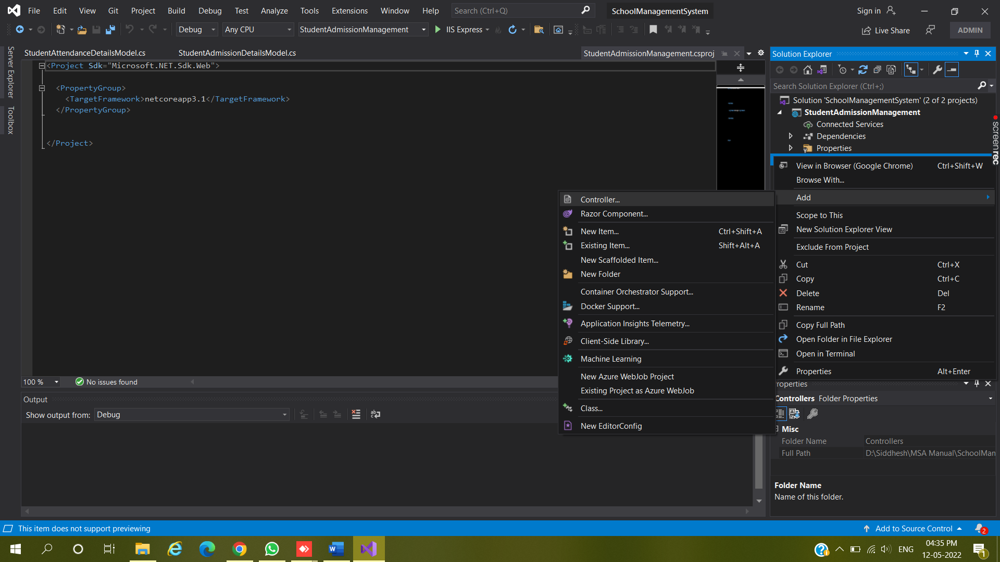 File Edit View Git Project Build Debug Test Analyze Tools Extensions Window Help Search (Ctrl+Q) SchoolManagementSystem Sign in
Debug Any CPU StudentAdmissionManagement IIS Express Live Share ADMIN
Server Explorer
Toolbox
StudentAttendanceDetailsModel.cs StudentAdmissionDetailsModel.cs StudentAdmissionManagement.csproj
<Project Sdk="Microsoft.NET.Sdk.Web">
<PropertyGroup>
<TargetFramework>netcoreapp3.1</TargetFramework>
</PropertyGroup>
</Project>
100 % No issues found
Output
Show output from: Debug
Solution Explorer
Search Solution Explorer (Ctrl+;)
Solution 'SchoolManagementSystem' (2 of 2 projects)
StudentAdmissionManagement
Connected Services
Dependencies
Properties
screenrec
View in Browser (Google Chrome) Ctrl+Shift+W
Browse With...
Add
Scope to This
New Solution Explorer View
Exclude From Project
Cut Ctrl+X
Copy Ctrl+C
Delete Del
Rename F2
Copy Full Path
Open Folder in File Explorer
Open in Terminal
Properties Alt+Enter
Controller...
Razor Component...
New Item... Ctrl+Shift+A
Existing Item... Shift+Alt+A
New Scaffolded Item...
New Folder
Container Orchestrator Support...
Docker Support...
Application Insights Telemetry...
Client-Side Library...
Machine Learning
New Azure WebJob Project
Existing Project as Azure WebJob
Class...
New EditorConfig
roperties
Controllers Folder Properties
Misc
Folder Name Controllers
Full Path D:\Siddhesh\MSA Manual\SchoolMan
Folder Name
Name of this folder.
This item does not support previewing Add to Source Control 2
ENG 04:35 PM
12-05-2022 1